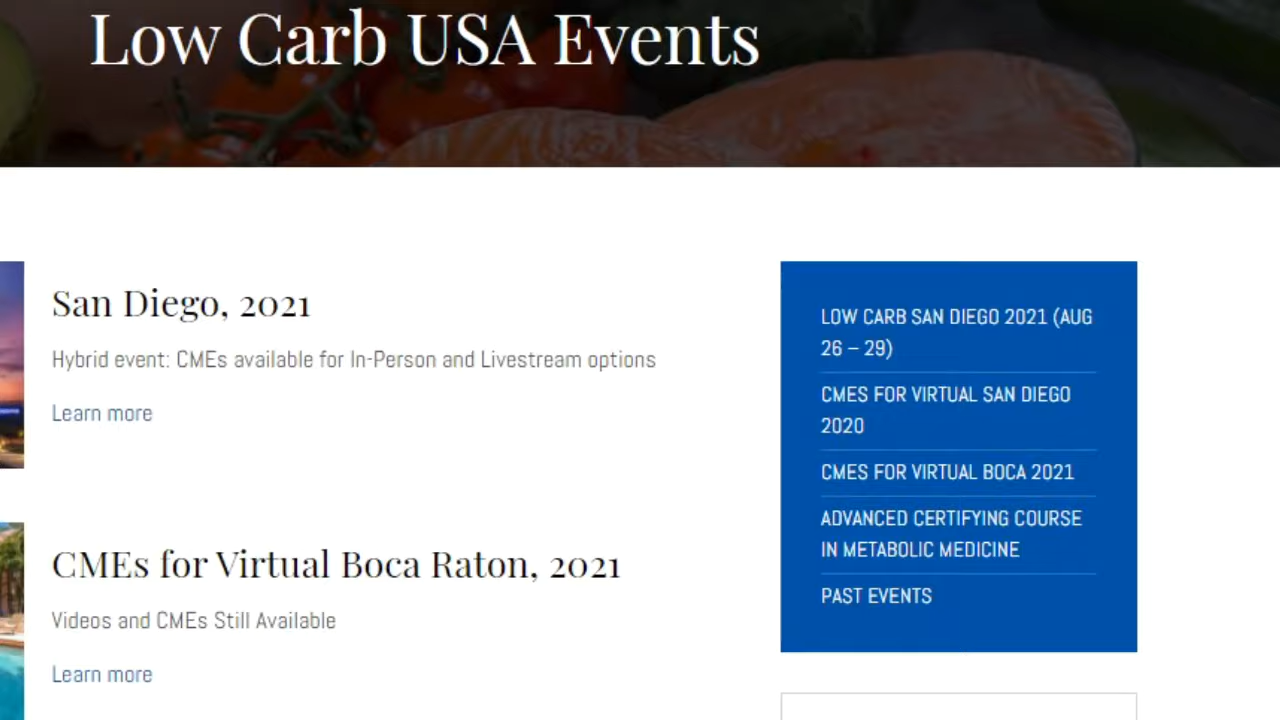 Low Carb USA Events
San Diego, 2021
Hybrid event: CMEs available for In-Person and Livestream options
Learn more
CMEs for Virtual Boca Raton, 2021
Videos and CMEs Still Available
Learn more
LOW CARB SAN DIEGO 2021 (AUG
26 – 29)
CMES FOR VIRTUAL SAN DIEGO
2020
CMES FOR VIRTUAL BOCA 2021
ADVANCED CERTIFYING COURSE
IN METABOLIC MEDICINE
PAST EVENTS